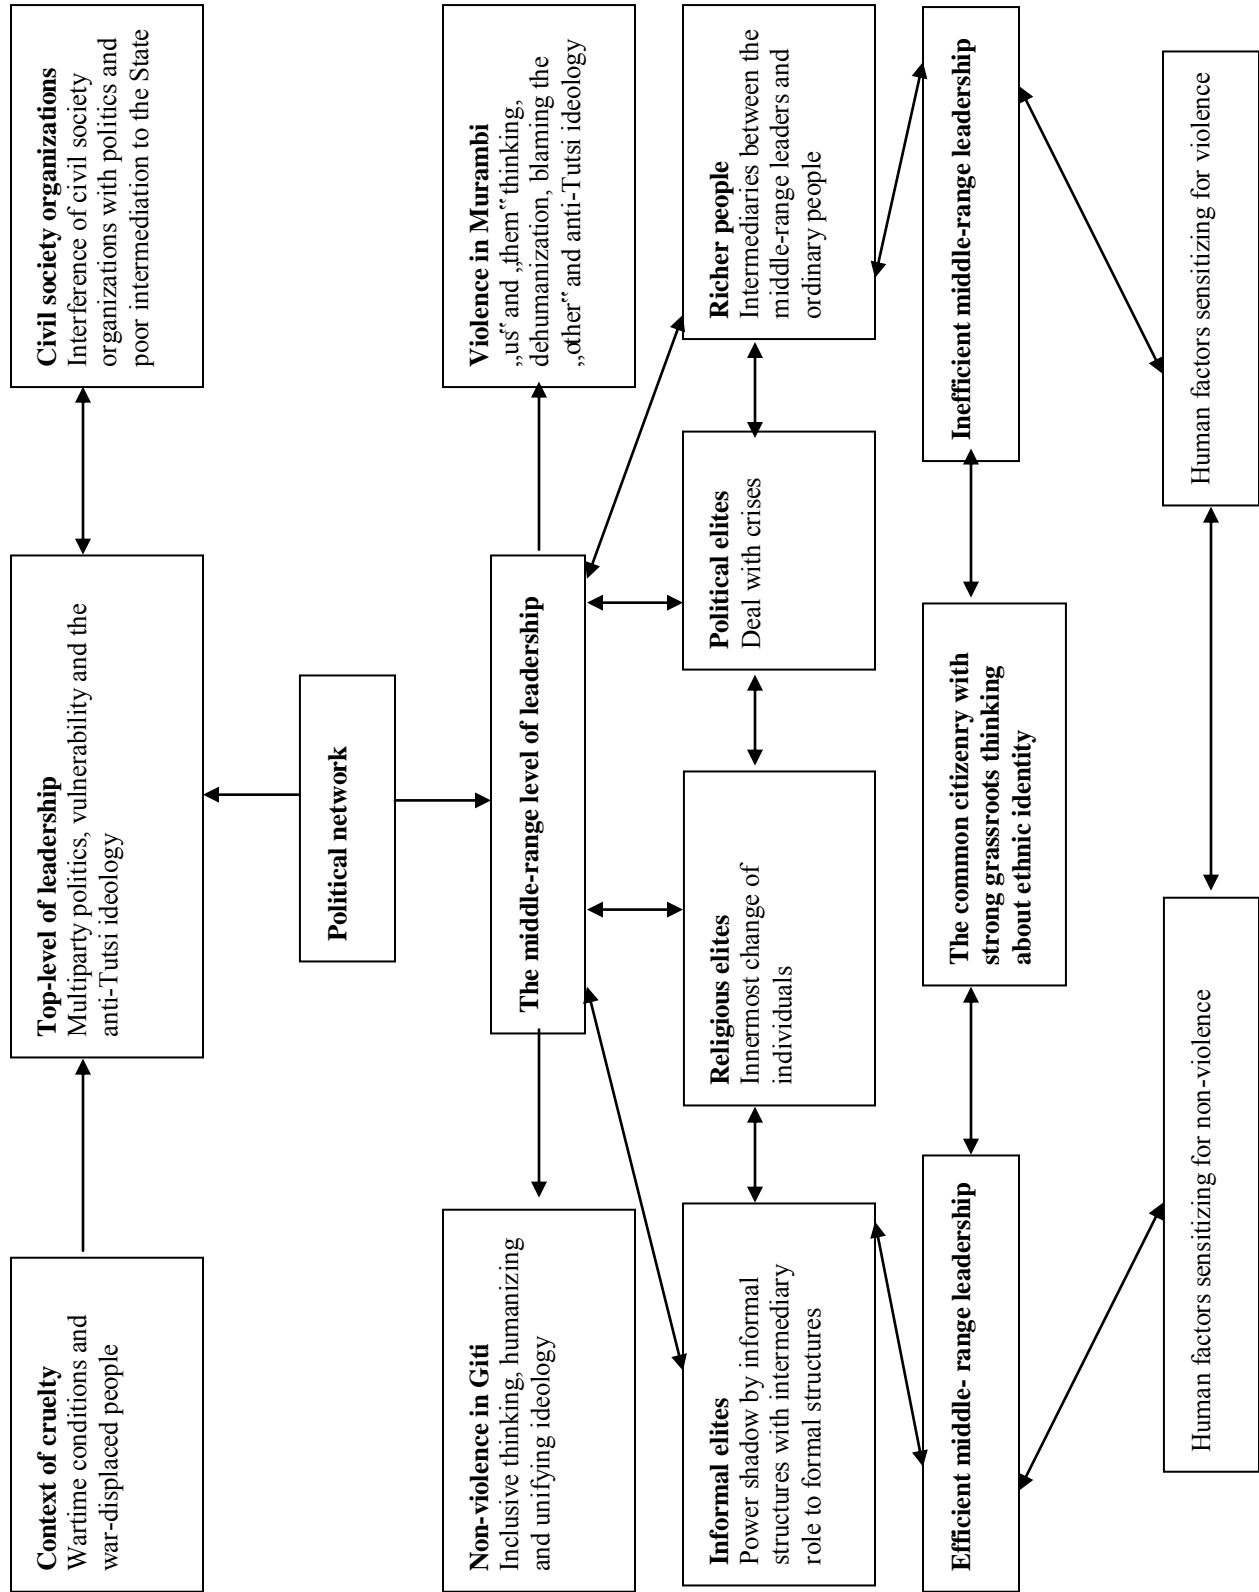 Context of cruelty
Wartime conditions and
war-displaced people
Top-level of leadership
Multiparty politics, vulnerability and the
anti-Tutsi ideology
Civil society organizations
Interference of civil society
organizations with politics and
poor intermediation to the State
Political network
Non-violence in Giti
Inclusive thinking, humanizing
and unifying ideology
The middle-range level of leadership
Violence in Murambi
„us‟ and „them‟ thinking,
dehumanization, blaming the
„other‟ and anti-Tutsi ideology
Informal elites
Power shadow by informal
structures with intermediary
role to formal structures
Religious elites
Innermost change of
individuals
Political elites
Deal with crises
Richer people
Intermediaries between the
middle-range leaders and
ordinary people
Efficient middle- range leadership
The common citizenry with
strong grassroots thinking
about ethnic identity
Inefficient middle-range leadership
Human factors sensitizing for non-violence
Human factors sensitizing for violence